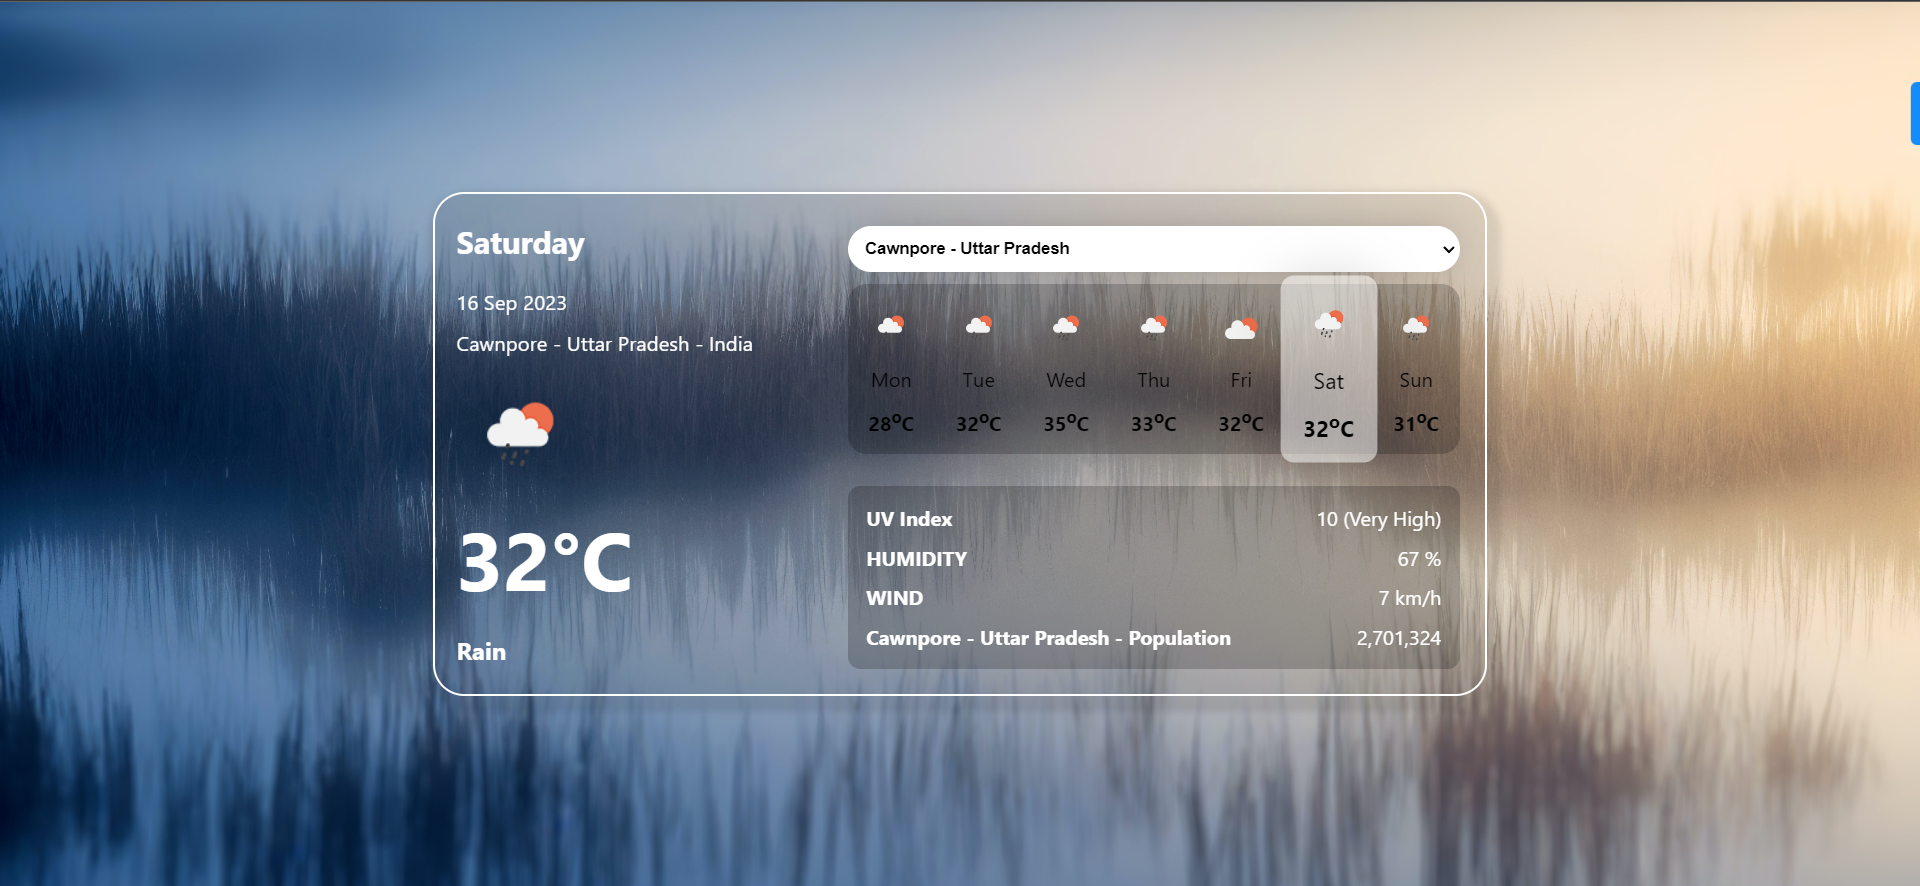 Saturday
16 Sep 2023
Cawnpore - Uttar Pradesh - India
32°C
Rain
Cawnpore - Uttar Pradesh
Mon Tue Wed Thu Fri Sat Sun
28°C 32°C 35°C 33°C 32°C 32°C 31°C
UV Index 10 (Very High)
HUMIDITY 67 %
WIND 7 km/h
Cawnpore - Uttar Pradesh - Population 2,701,324